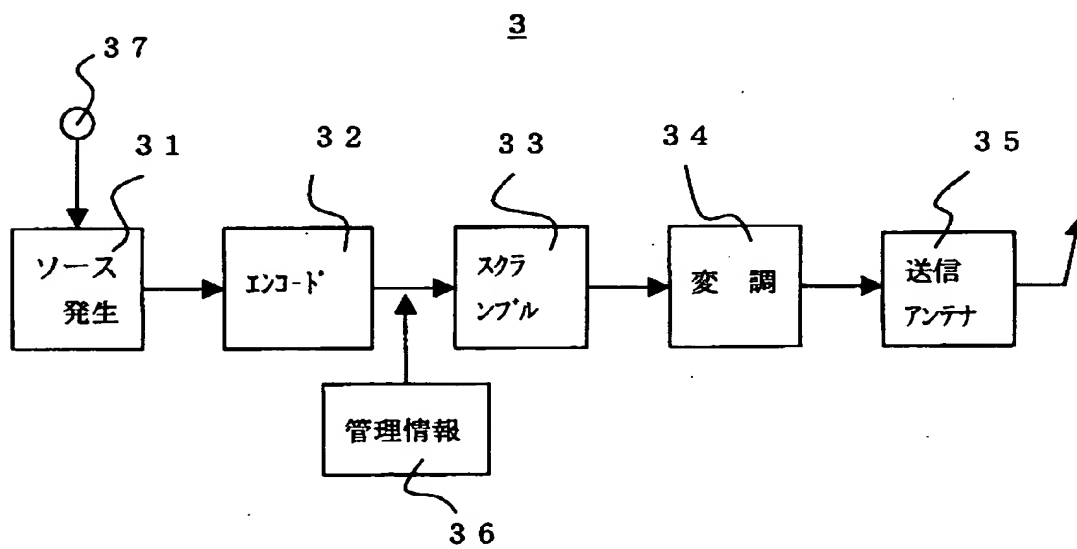 3
37
31
32
33
34
35
ソース
発生
エンコード
スクラ
ンブル
変 調
送信
アンテナ
管理情報
36